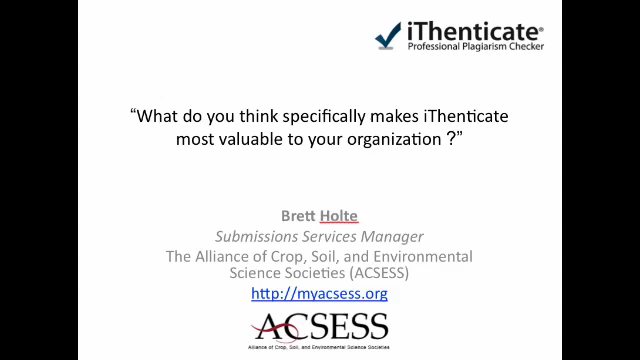 iThenticate®
Professional Plagiarism Checker
“What do you think specifically makes iThenticate
most valuable to your organization ?”
Brett Holte
Submissions Services Manager
The Alliance of Crop, Soil, and Environmental
Science Societies (ACSESS)
http://myacsess.org
ACSESS
Alliance of Crop, Soil, and Environmental Science Societies